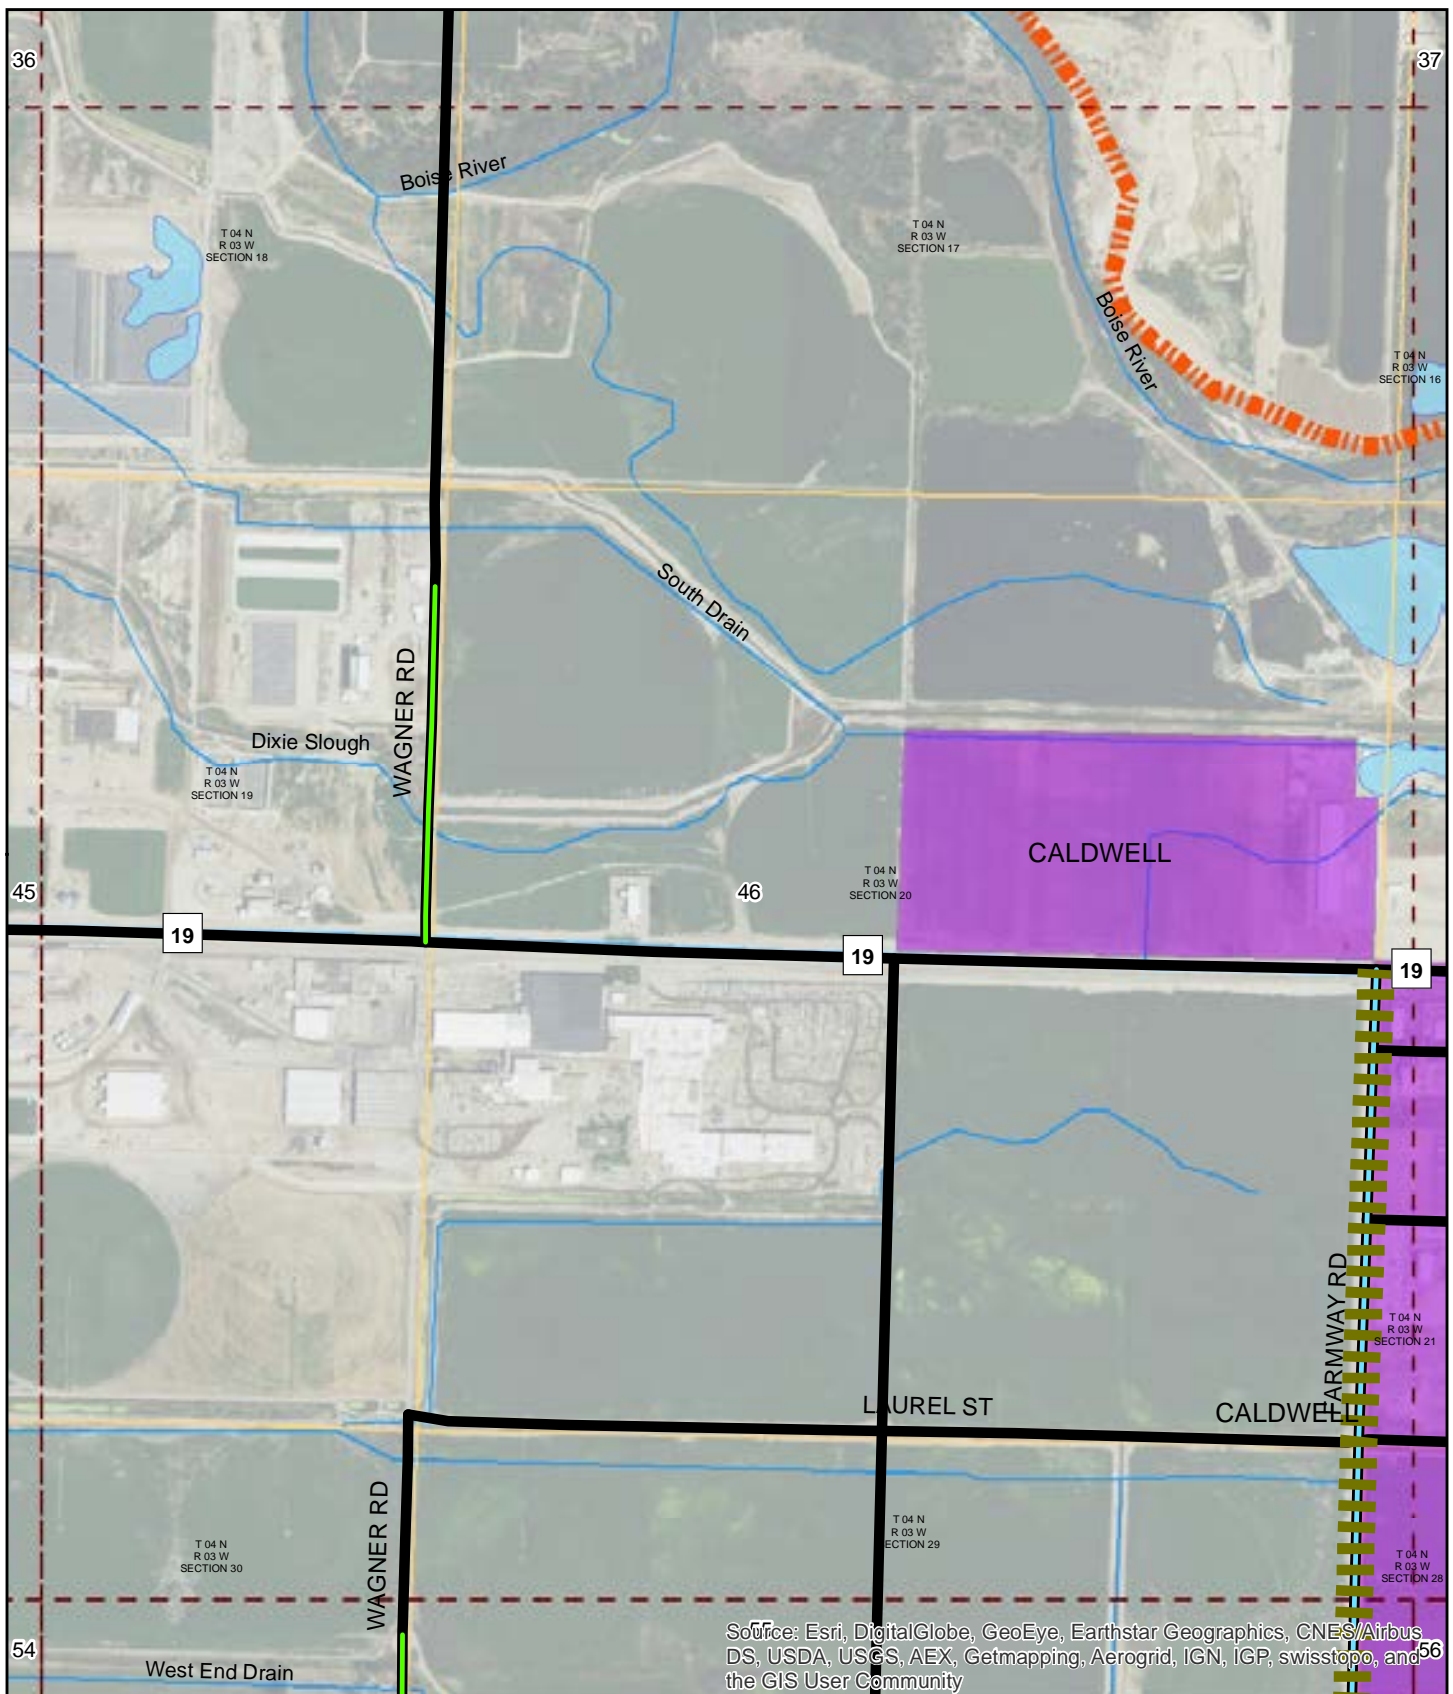 36
37
Boise River
T 04 N
R 03 W
SECTION 18
T 04 N
R 03 W
SECTION 17
Boise River
T 04 N
R 03 W
SECTION 16
South Drain
WAGNER RD
Dixie Slough
T 04 N
R 03 W
SECTION 19
CALDWELL
T 04 N
R 03 W
SECTION 20
45
46
19
19
19
FARMWAY RD
T 04 N
R 03 W
SECTION 21
LAUREL ST
CALDWELL
WAGNER RD
T 04 N
R 03 W
SECTION 30
T 04 N
R 03 W
ECTION 29
T 04 N
R 03 W
SECTION 28
55
54
56
West End Drain
Source: Esri, DigitalGlobe, GeoEye, Earthstar Geographics, CNES/Airbus
DS, USDA, USGS, AEX, Getmapping, Aerogrid, IGN, IGP, swisstopo, and
the GIS User Community